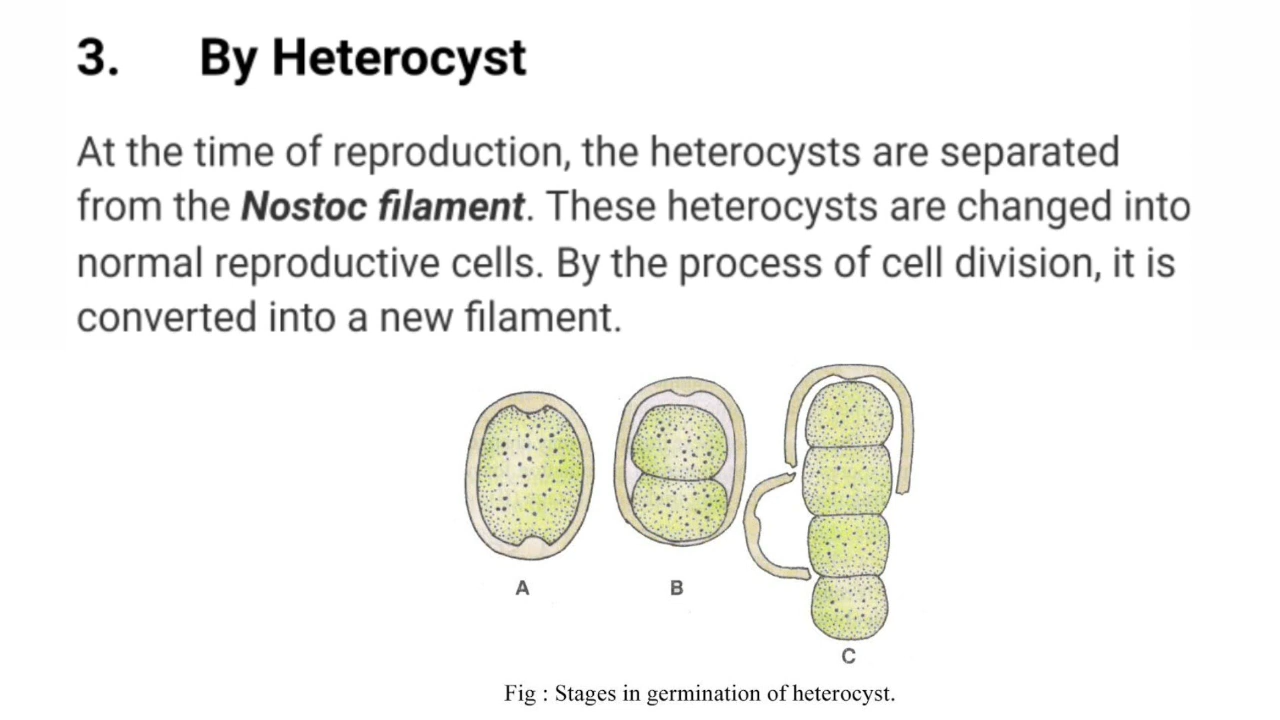 3. By Heterocyst
At the time of reproduction, the heterocysts are separated
from the Nostoc filament. These heterocysts are changed into
normal reproductive cells. By the process of cell division, it is
converted into a new filament.
A
B
C
Fig : Stages in germination of heterocyst.